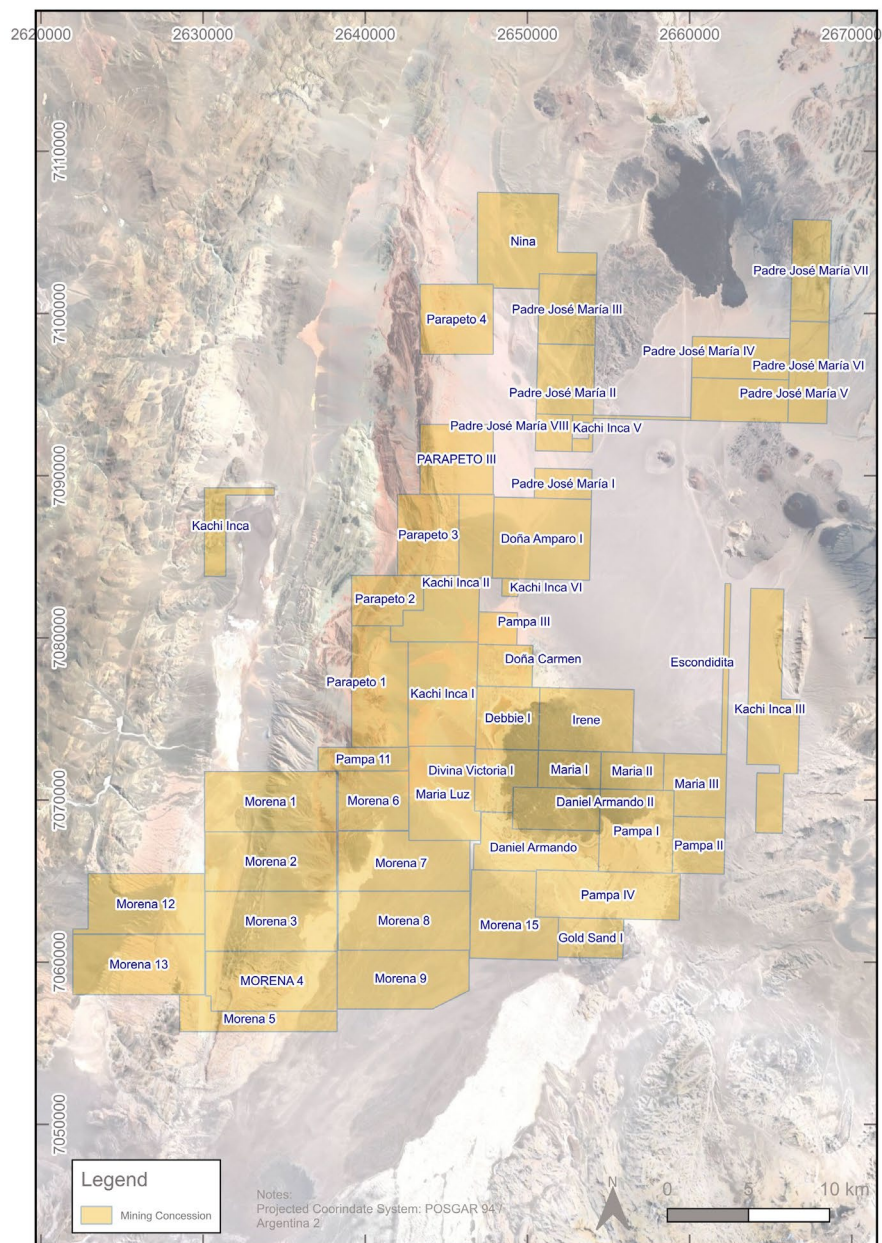 2620000
2630000
2640000
2650000
2660000
2670000
7110000
7100000
7090000
7080000
7070000
7060000
7050000
Nina
Padre José María VII
Padre José María III
Parapeto 4
Padre José María IV
Padre José María VI
Padre José María II
Padre José María V
Padre José María VIII
Kachi Inca V
PARAPETO III
Padre José María I
Kachi Inca
Parapeto 3
Doña Amparo I
Kachi Inca II
Kachi Inca VI
Parapeto 2
Pampa III
Doña Carmen
Escondidita
Parapeto 1
Kachi Inca I
Kachi Inca III
Debbie I
Irene
Pampa 11
Divina Victoria I
Maria I
Maria II
Maria III
Morena 1
Morena 6
Maria Luz
Daniel Armando II
Pampa I
Morena 2
Morena 7
Daniel Armando
Pampa II
Morena 12
Pampa IV
Morena 3
Morena 8
Morena 15
Gold Sand I
Morena 13
MORENA 4
Morena 9
Morena 5
Legend
Mining Concession
Notes:
Projected Coorindate System: POSGAR 94 /
Argentina 2
N
0 5 10 km